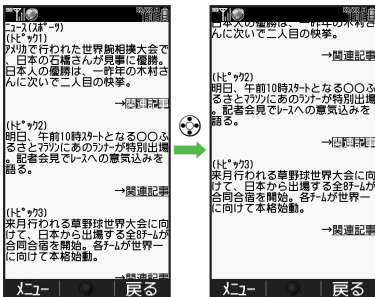 ニュース(スポーツ)
(トピック1)
アメリカで行われた世界腕相撲大会で
、日本の石橋さんが見事に優勝。
日本人の優勝は、一昨年の木村さ
んに次いで二人目の快挙。
→関連記事
(トピック2)
明日、午前10時スタートとなる〇〇ふ
るさとマラソンにあのランナーが特別出場
。記者会見でレースへの意気込みを
語る。
→関連記事
(トピック3)
来月行われる草野球世界大会に向
けて、日本から出場する全8チームが
合同合宿を開始。各チームが世界一
に向けて本格始動。
→関連記事
メニュー
戻る
日本人の優勝は、一昨年の木村さ
んに次いで二人目の快挙。
→関連記事
(トピック2)
明日、午前10時スタートとなる〇〇ふ
るさとマラソンにあのランナーが特別出場
。記者会見でレースへの意気込みを
語る。
→関連記事
(トピック3)
来月行われる草野球世界大会に向
けて、日本から出場する全8チームが
合同合宿を開始。各チームが世界一
に向けて本格始動。
→関連記事
メニュー
戻る